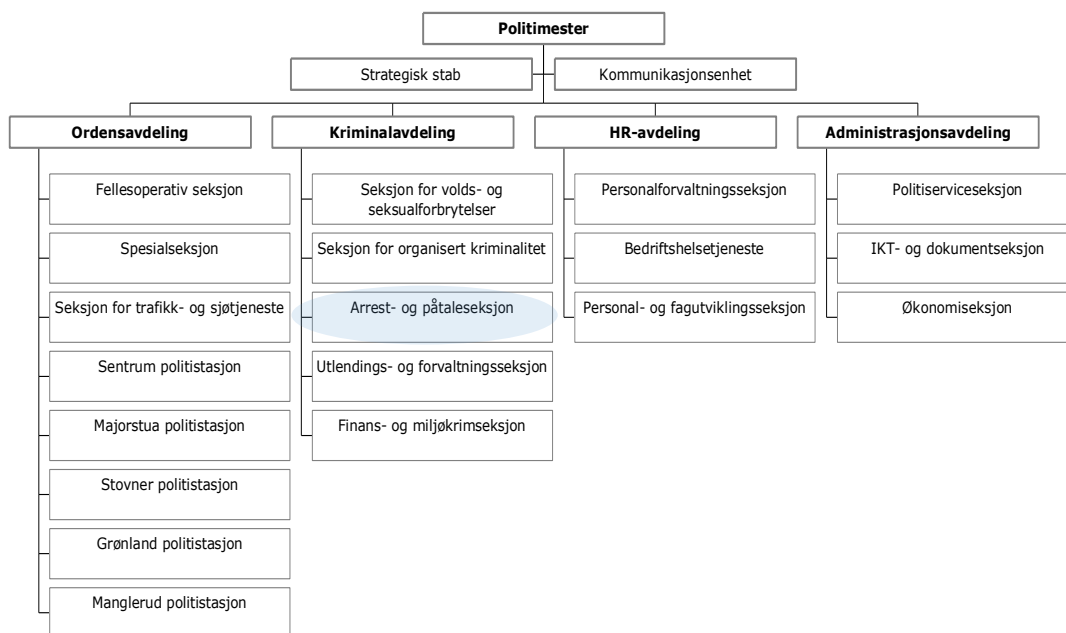 Politimester
Strategisk stab
Kommunikasjonsenhet
Ordensavdeling
Fellesoperativ seksjon
Spesialseksjon
Seksjon for trafikk- og sjøtjeneste
Sentrum politistasjon
Majorstua politistasjon
Stovner politistasjon
Grønland politistasjon
Manglerud politistasjon
Kriminalavdeling
Seksjon for volds- og
seksualforbrytelser
Seksjon for organisert kriminalitet
Arrest- og påtaleseksjon
Utlendings- og forvaltningsseksjon
Finans- og miljøkrimseksjon
HR-avdeling
Personalforvaltningsseksjon
Bedriftshelsetjeneste
Personal- og fagutviklingsseksjon
Administrasjonsavdeling
Politiserviceseksjon
IKT- og dokumentseksjon
Økonomiseksjon